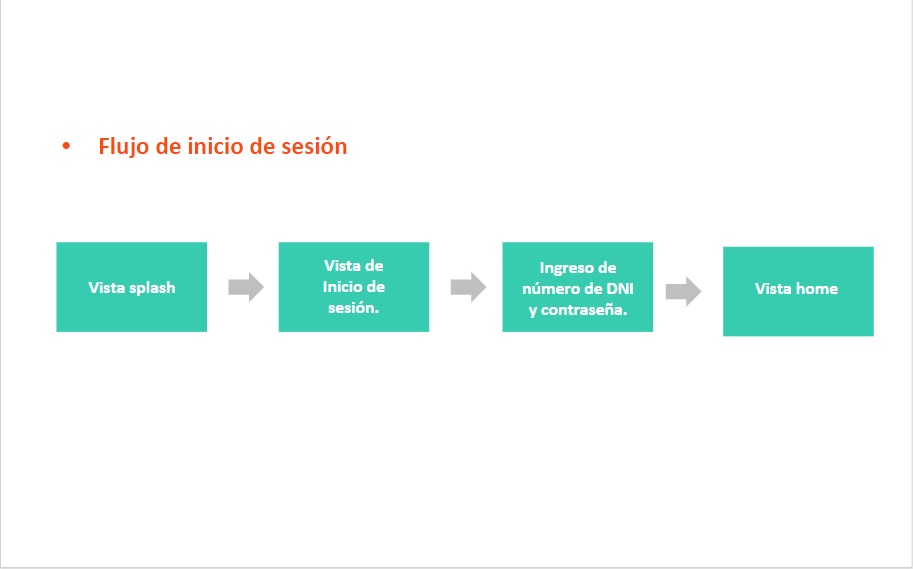 • Flujo de inicio de sesión
Vista splash
Vista de
Inicio de
sesión.
Ingreso de
número de DNI
y contraseña.
Vista home